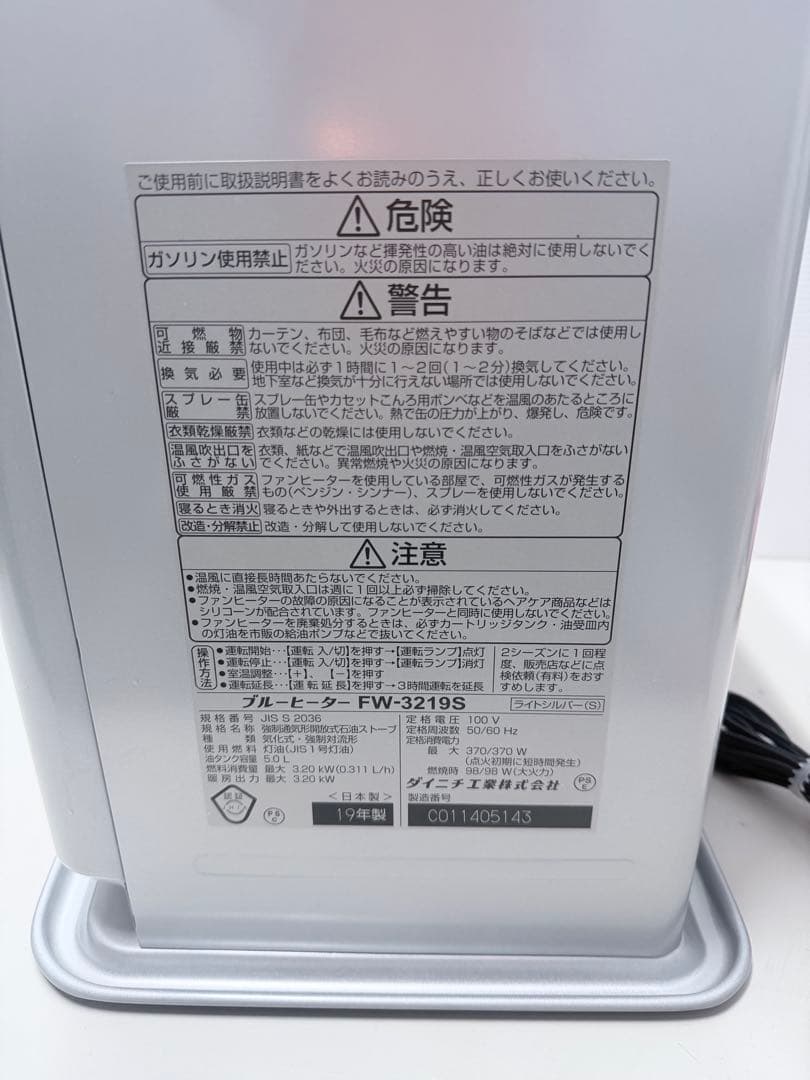 ご使用前に取扱説明書をよくお読みのうえ、正しくお使いください。
危険
ガソリン使用禁止 ガソリンなど揮発性の高い油は絶対に使用しないでください。火災の原因になります。
警告
可燃物近接厳禁 カーテン、布団、毛布など燃えやすい物のそばなどでは使用しないでください。火災の原因になります。
換気必要 使用中は必ず1時間に1〜2回(1〜2分)換気してください。
地下室など換気が十分に行えない場所では使用しないでください。
スプレー缶厳禁 スプレー缶やカセットこんろ用ボンベなどを温風のあたるところに放置しないでください。熱で缶の圧力が上がり、爆発し、危険です。
衣類乾燥厳禁 衣類などの乾燥には使用しないでください。
温風吹出口をふさがない 衣類、紙などで温風吹出口や燃焼・温風空気取入口をふさがないでください。異常燃焼や火災の原因になります。
可燃性ガス使用厳禁 ファンヒーターを使用している部屋で、可燃性ガスが発生するもの(ベンジン・シンナー)、スプレーを使用しないでください。
寝るとき消火 寝るときや外出するときは、必ず消火してください。
改造・分解禁止 改造・分解して使用しないでください。
注意
●温風に直接長時間あたらないでください。
●燃焼・温風空気取入口は週に1回以上必ず掃除してください。
●ファンヒーターの故障の原因になることが表示されているヘアケア商品などは
シリコーンが配合されています。ファンヒーターと同時に使用しないでください。
●ファンヒーターを廃棄処分するときは、必ずカートリッジタンク・油受皿内
の灯油を市販の給油ポンプなどで抜いてください。
操作方法
●運転開始…【運転 入/切】を押す→【運転ランプ】点灯
●運転停止…【運転 入/切】を押す→【運転ランプ】消灯
●室温調整…【+】、【−】を押す
●運転延長…【運転延長】を押す→3時間運転を延長
2シーズンに1回程
度、販売店などに点
検依頼(有料)をおす
すめします。
ブルーヒーター FW-3219S ライトシルバー(S)
規格番号 JIS S 2036
規格名称 強制通気形開放式石油ストーブ
種類 気化式・強制対流形
使用燃料 灯油(JIS1号灯油)
油タンク容量 5.0 L
燃料消費量 最大 3.20 kW(0.311 L/h)
暖房出力 最大 3.20 kW
定格電圧 100 V
定格周波数 50/60 Hz
定格消費電力
最大 370/370 W
(点火初期に短時間発生)
燃焼時 98/98 W(大火力)
ダイニチ工業株式会社
PSE
認証
PSC
<日本製>
19年製
製造番号
C011405143